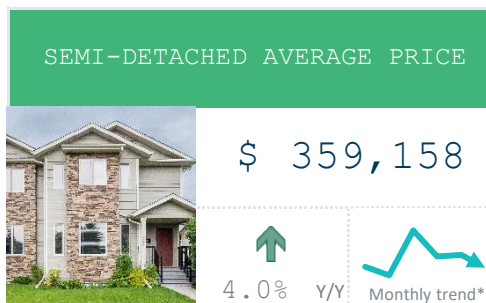 SEMI-DETACHED AVERAGE PRICE
$ 359,158
4.0% Y/Y
Monthly trend*